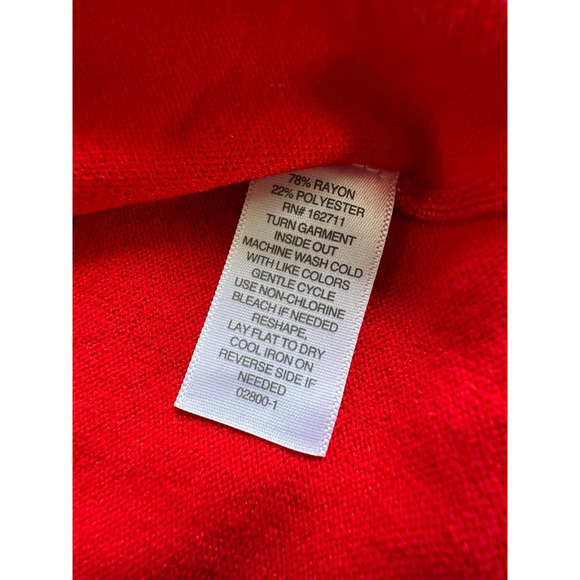 78% RAYON
22% POLYESTER
RN# 162711
TURN GARMENT
INSIDE OUT
MACHINE WASH COLD
WITH LIKE COLORS
GENTLE CYCLE
USE NON-CHLORINE
BLEACH IF NEEDED
RESHAPE,
LAY FLAT TO DRY
COOL IRON ON
REVERSE SIDE IF
NEEDED
02800-1